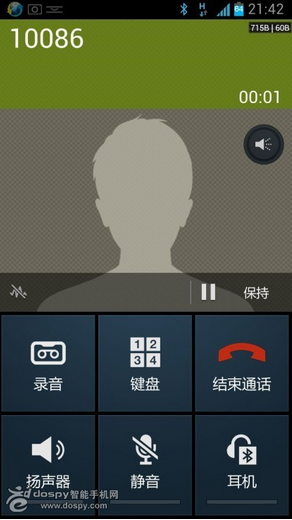 H
64
21:42
10086
715B | 60B
00:01
保持
录音
键盘
结束通话
1 2
3 4
扬声器
静音
耳机
dospy智能手机网
www.dospy.com